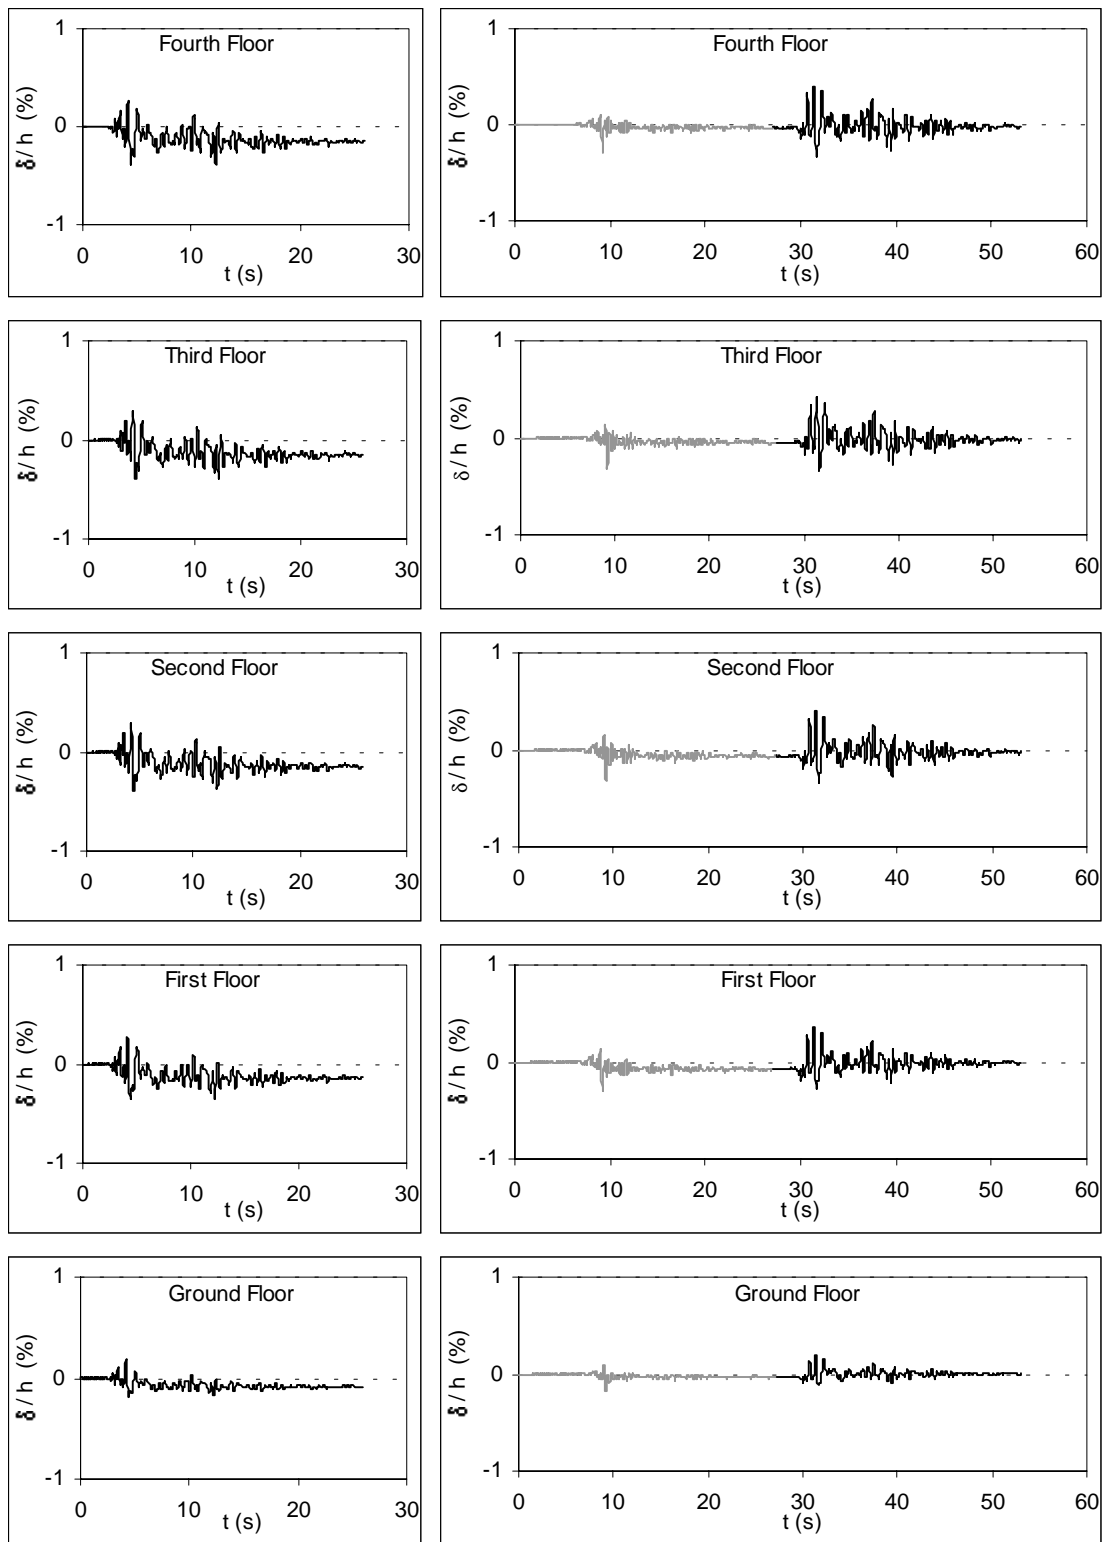 Fourth Floor
δ/h (%)
1
0
-1
0 10 20 30
t (s)
Fourth Floor
δ/h (%)
1
0
-1
0 10 20 30 40 50 60
t (s)
Third Floor
δ/h (%)
1
0
-1
0 10 20 30
t (s)
Third Floor
δ/h (%)
1
0
-1
0 10 20 30 40 50 60
t (s)
Second Floor
δ/h (%)
1
0
-1
0 10 20 30
t (s)
Second Floor
δ/h (%)
1
0
-1
0 10 20 30 40 50 60
t (s)
First Floor
δ/h (%)
1
0
-1
0 10 20 30
t (s)
First Floor
δ/h (%)
1
0
-1
0 10 20 30 40 50 60
t (s)
Ground Floor
δ/h (%)
1
0
-1
0 10 20 30
t (s)
Ground Floor
δ/h (%)
1
0
-1
0 10 20 30 40 50 60
t (s)